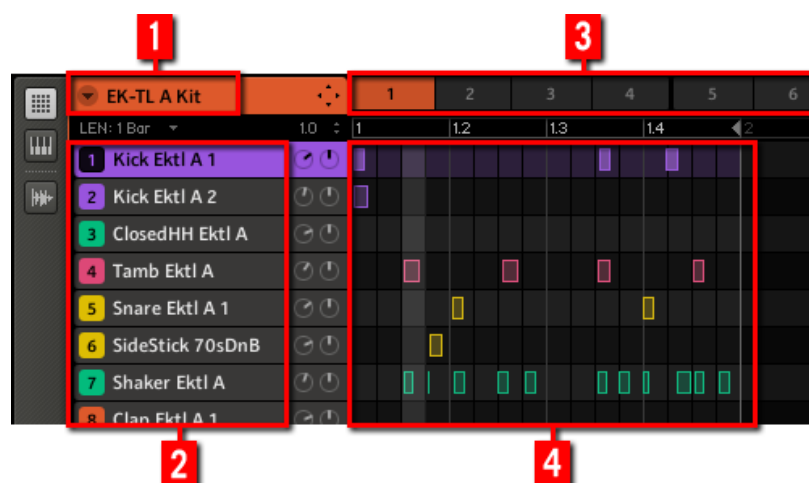 1 3
EK-TL A Kit 1 2 3 4 5 6
LEN: 1 Bar 1.0 1 1.2 1.3 1.4 2
1 Kick Ektl A 1
2 Kick Ektl A 2
3 ClosedHH Ektl A
4 Tamb Ektl A
5 Snare Ektl A 1
6 SideStick 70sDnB
7 Shaker Ektl A
8 Clap Ektl A 1
2 4